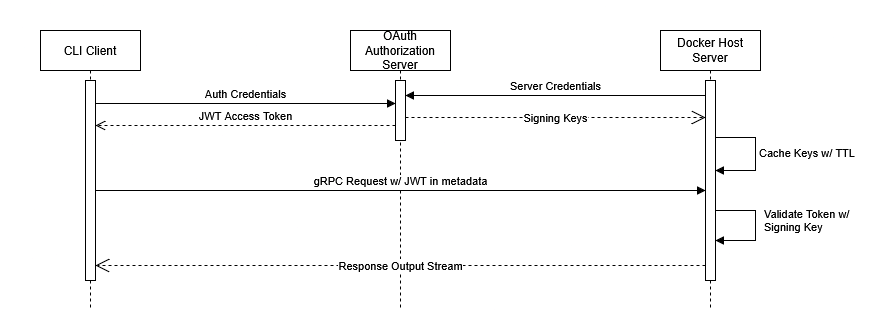 CLI Client
OAuth
Authorization
Server
Docker Host
Server
Auth Credentials
Server Credentials
JWT Access Token
Signing Keys
Cache Keys w/ TTL
gRPC Request w/ JWT in metadata
Validate Token w/
Signing Key
Response Output Stream